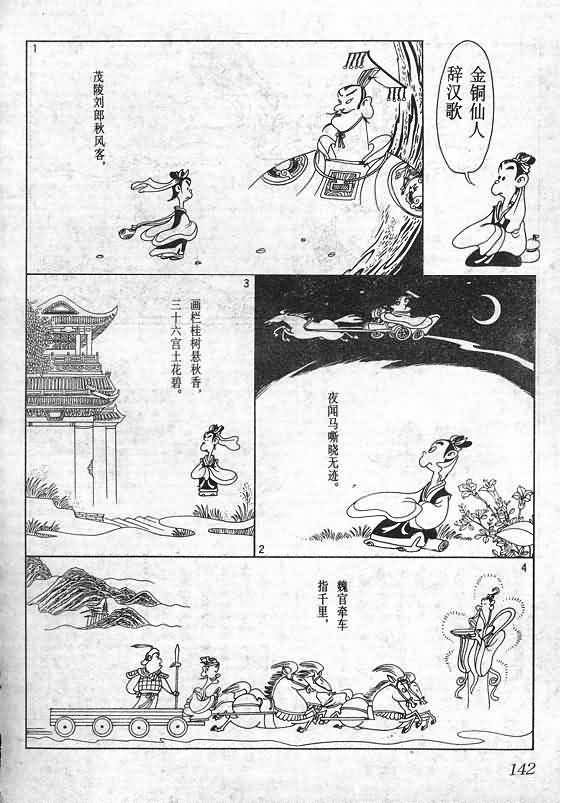 金铜仙人
辞汉歌
1
茂陵刘郎秋风客，
2
夜闻马嘶晓无迹。
3
画栏桂树悬秋香，
三十六宫土花碧。
4
魏官牵车
指千里，
142